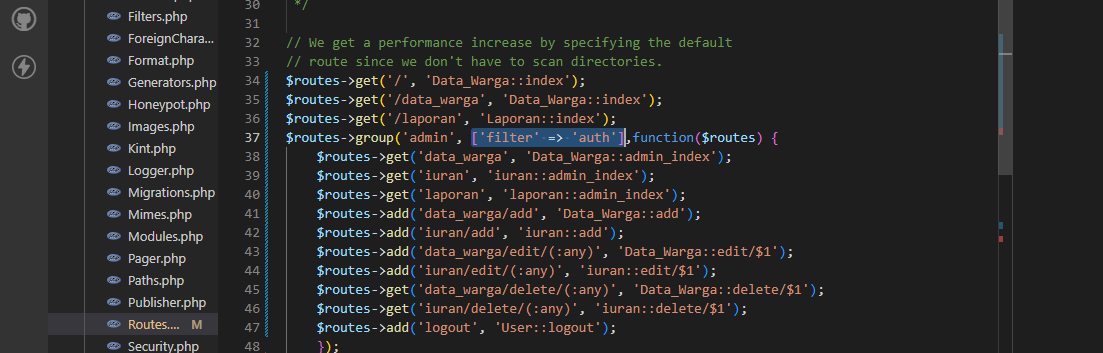 Filters.php
ForeignChara...
Format.php
Generators.php
Honeypot.php
Images.php
Kint.php
Logger.php
Migrations.php
Mimes.php
Modules.php
Pager.php
Paths.php
Publisher.php
Routes.... M
Security.php
30 */
31
32 // We get a performance increase by specifying the default
33 // route since we don't have to scan directories.
34 $routes->get('/', 'Data_Warga::index');
35 $routes->get('/data_warga', 'Data_Warga::index');
36 $routes->get('/laporan', 'Laporan::index');
37 $routes->group('admin', ['filter' => 'auth'],function($routes) {
38 $routes->get('data_warga', 'Data_Warga::admin_index');
39 $routes->get('iuran', 'iuran::admin_index');
40 $routes->get('laporan', 'laporan::admin_index');
41 $routes->add('data_warga/add', 'Data_Warga::add');
42 $routes->add('iuran/add', 'iuran::add');
43 $routes->add('data_warga/edit/(:any)', 'Data_Warga::edit/$1');
44 $routes->add('iuran/edit/(:any)', 'iuran::edit/$1');
45 $routes->get('data_warga/delete/(:any)', 'Data_Warga::delete/$1');
46 $routes->get('iuran/delete/(:any)', 'iuran::delete/$1');
47 $routes->add('logout', 'User::logout');
48 });